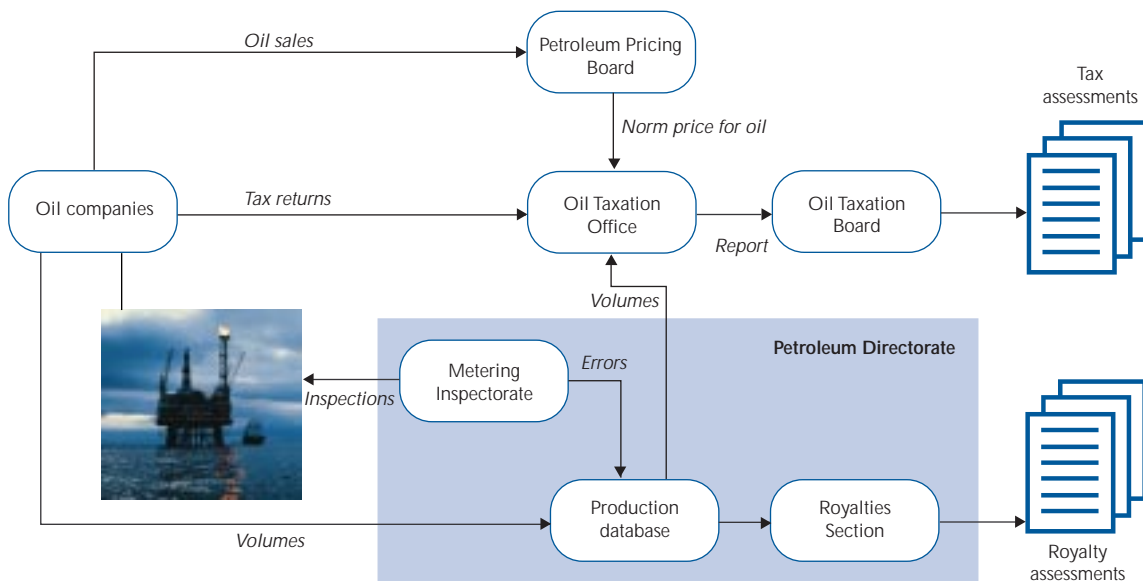 Oil sales
Petroleum Pricing
Board
Tax
assessments
Norm price for oil
Oil companies
Tax returns
Oil Taxation
Office
Report
Oil Taxation
Board
Volumes
Petroleum Directorate
Metering
Inspectorate
Errors
Inspections
Production
database
Royalties
Section
Volumes
Royalty
assessments